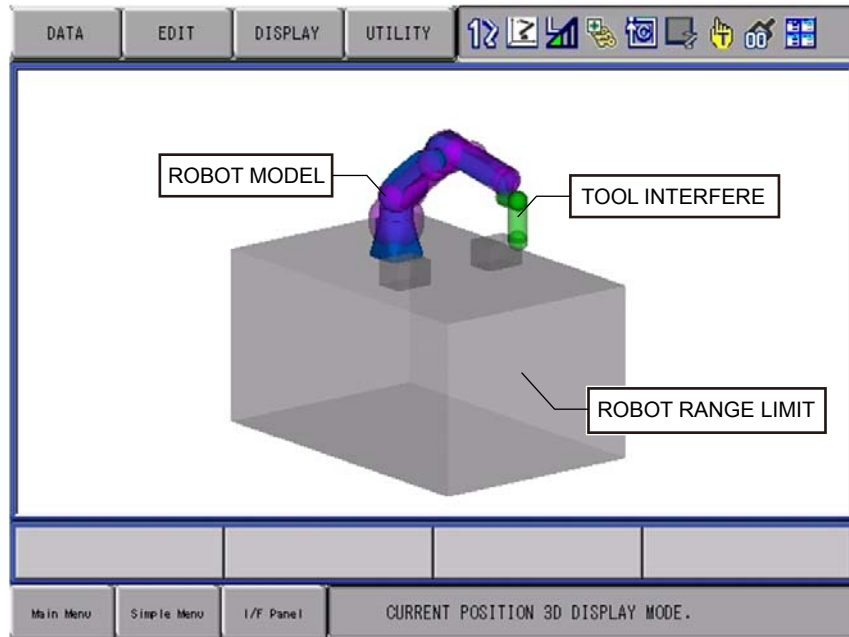 DATA
EDIT
DISPLAY
UTILITY
ROBOT MODEL
TOOL INTERFERE
ROBOT RANGE LIMIT
Main Menu
Simple Menu
I/F Panel
CURRENT POSITION 3D DISPLAY MODE.